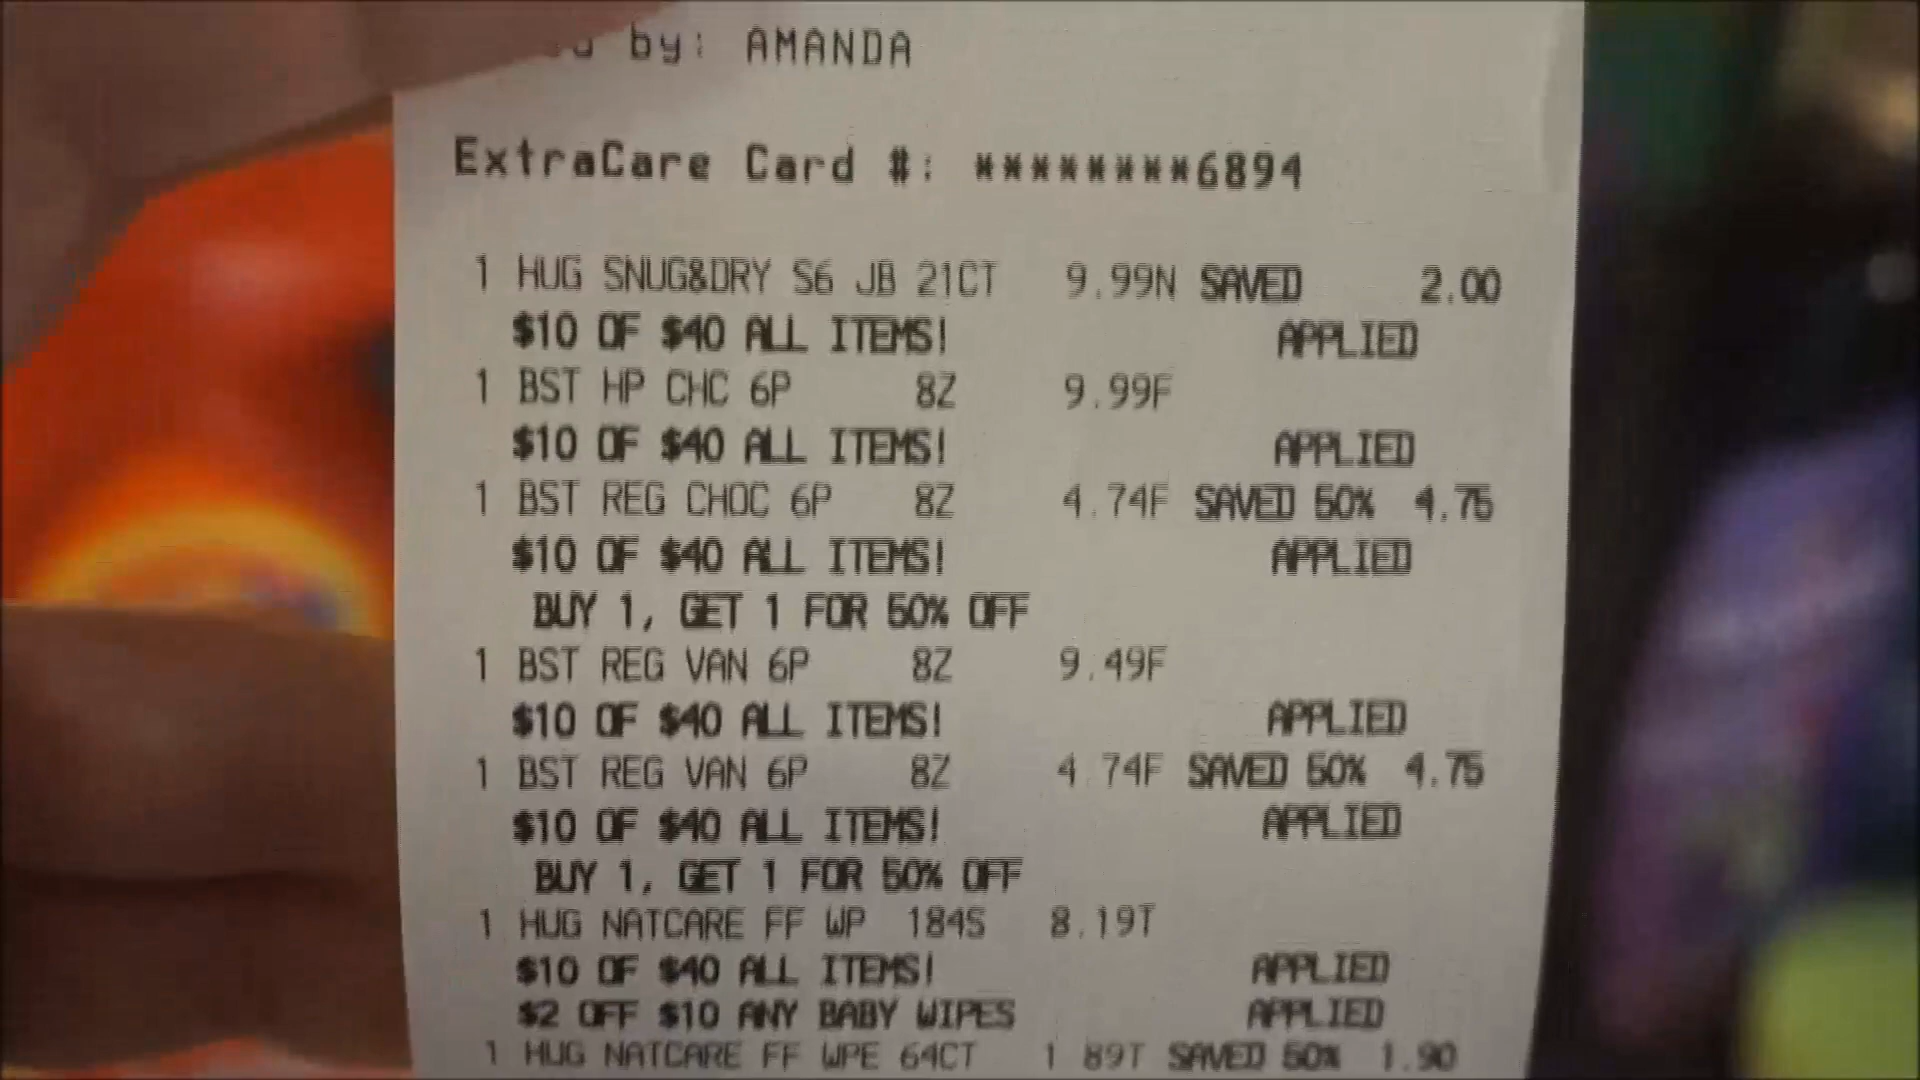 by: AMANDA
ExtraCare Card #: ********6894
1 HUG SNUG&DRY S6 JB 21CT 9.99N SAVED 2.00
$10 OF $40 ALL ITEMS! APPLIED
1 BST HP CHC 6P 8Z 9.99F
$10 OF $40 ALL ITEMS! APPLIED
1 BST REG CHOC 6P 8Z 4.74F SAVED 50% 4.75
$10 OF $40 ALL ITEMS! APPLIED
BUY 1, GET 1 FOR 50% OFF
1 BST REG VAN 6P 8Z 9.49F
$10 OF $40 ALL ITEMS! APPLIED
1 BST REG VAN 6P 8Z 4.74F SAVED 50% 4.75
$10 OF $40 ALL ITEMS! APPLIED
BUY 1, GET 1 FOR 50% OFF
1 HUG NATCARE FF WP 184S 8.19T
$10 OF $40 ALL ITEMS! APPLIED
$2 OFF $10 ANY BABY WIPES APPLIED
1 HUG NATCARE FF WPE 64CT 1.89T SAVED 50% 1.90